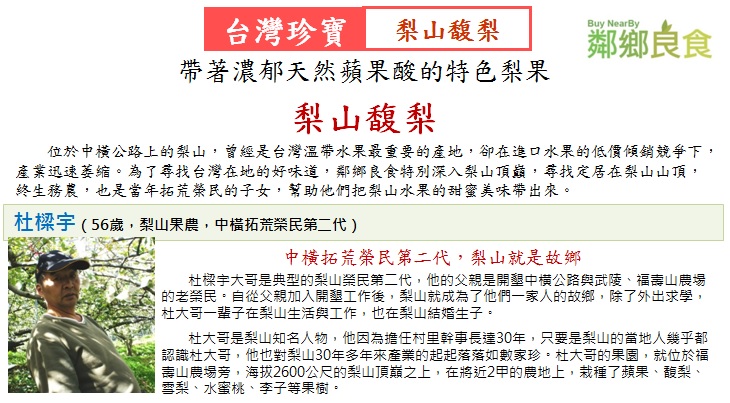 台灣珍寶 梨山馥梨
Buy NearBy
鄰鄉良食
帶著濃郁天然蘋果酸的特色梨果
梨山馥梨
位於中橫公路上的梨山，曾經是台灣溫帶水果最重要的產地，卻在進口水果的低價傾銷競爭下，
產業迅速萎縮。為了尋找台灣在地的好味道，鄰鄉良食特別深入梨山頂巔，尋找定居在梨山山頂，
終生務農，也是當年拓荒榮民的子女，幫助他們把梨山水果的甜蜜美味帶出來。
杜樑宇（56歲，梨山果農，中橫拓荒榮民第二代）
中橫拓荒榮民第二代，梨山就是故鄉
杜樑宇大哥是典型的梨山榮民第二代，他的父親是開墾中橫公路與武陵、福壽山農場
的老榮民。自從父親加入開墾工作後，梨山就成為了他們一家人的故鄉，除了外出求學，
杜大哥一輩子在梨山生活與工作，也在梨山結婚生子。
杜大哥是梨山知名人物，他因為擔任村里幹事長達30年，只要是梨山的當地人幾乎都
認識杜大哥，他也對梨山30年多年來產業的起起落落如數家珍。杜大哥的果園，就位於福
壽山農場旁，海拔2600公尺的梨山頂巔之上，在將近2甲的農地上，栽種了蘋果、馥梨、
雪梨、水蜜桃、李子等果樹。